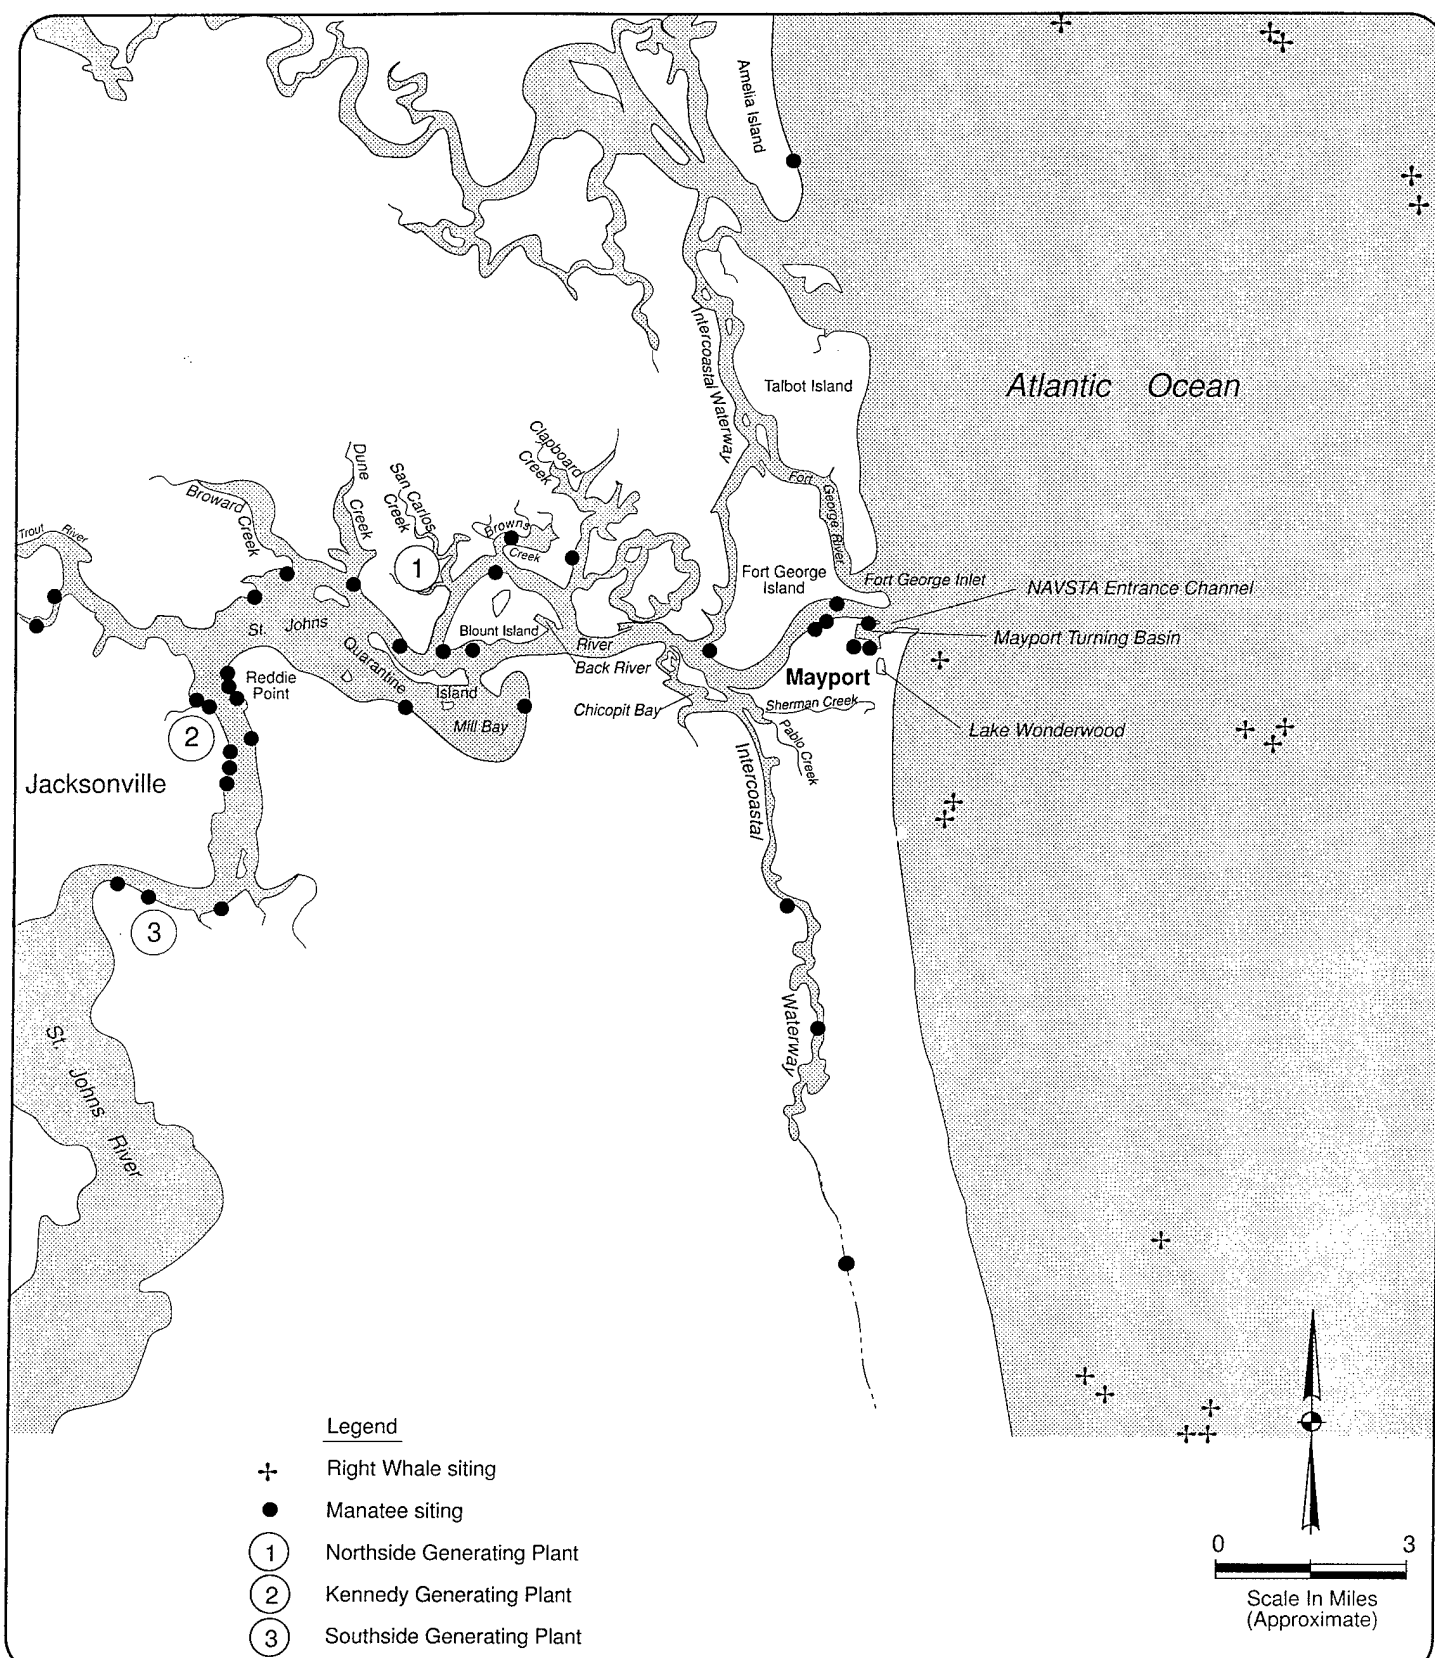 Amelia Island
Atlantic Ocean
Intercoastal Waterway
Talbot Island
Fort George River
Clapboard
Creek
Dune Creek
San Carlos
Creek
Broward
Creek
Trout River
Browns
Creek
1
Fort George
Island
Fort George Inlet
NAVSTA Entrance Channel
Mayport Turning Basin
St. Johns River
Blount Island
Back River
Quarantine
Island
Reddie
Point
Mayport
Sherman Creek
Chicopit Bay
Mill Bay
Pablo Creek
Lake Wonderwood
2
Jacksonville
Intercoastal
Waterway
3
St. Johns River
Legend
Right Whale siting
Manatee siting
1 Northside Generating Plant
2 Kennedy Generating Plant
3 Southside Generating Plant
0 3
Scale In Miles
(Approximate)